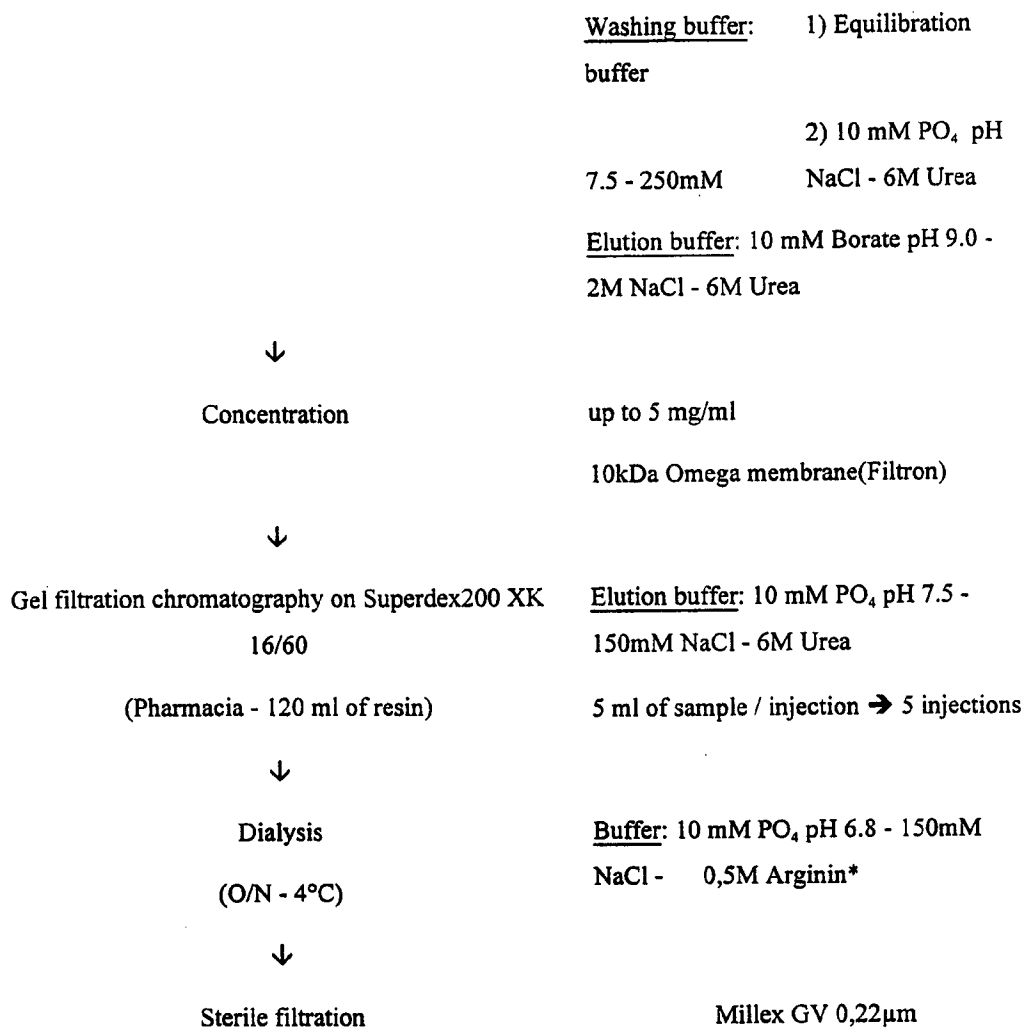 Washing buffer: 1) Equilibration
buffer
2) 10 mM PO₄ pH
7.5 - 250mM NaCl - 6M Urea
Elution buffer: 10 mM Borate pH 9.0 -
2M NaCl - 6M Urea
↓
Concentration up to 5 mg/ml
10kDa Omega membrane(Filtron)
↓
Gel filtration chromatography on Superdex200 XK Elution buffer: 10 mM PO₄ pH 7.5 -
16/60 150mM NaCl - 6M Urea
(Pharmacia - 120 ml of resin) 5 ml of sample / injection ➔ 5 injections
↓
Dialysis Buffer: 10 mM PO₄ pH 6.8 - 150mM
(O/N - 4°C) NaCl - 0,5M Arginin*
↓
Sterile filtration Millex GV 0,22µm